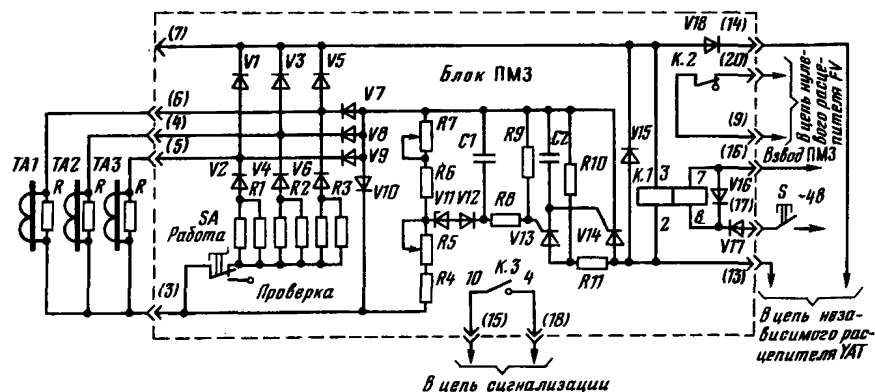 V18
(14)
(7)
V1
V3
V5
Блок ПМЗ
К.2
(20)
(6)
(4)
(5)
V7
V8
V9
R7
C1
R9
C2
V15
(9)
В цепь нуле-
вого расце-
пителя FV
TA1
TA2
TA3
R
R
R
V2
V4
V6
V10
R6
R10
К.1
3
7
(16)
Взвод ПМЗ
R1
R2
R3
V11
V12
R8
V16
(17)
S
~48
SA
Работа
R5
V13
V14
2
8
V17
R4
R11
(13)
(3)
Проверка
К.3
10
4
(15)
(18)
В цепь сигнализации
В цепь неза-
висимого рас-
цепителя YAT